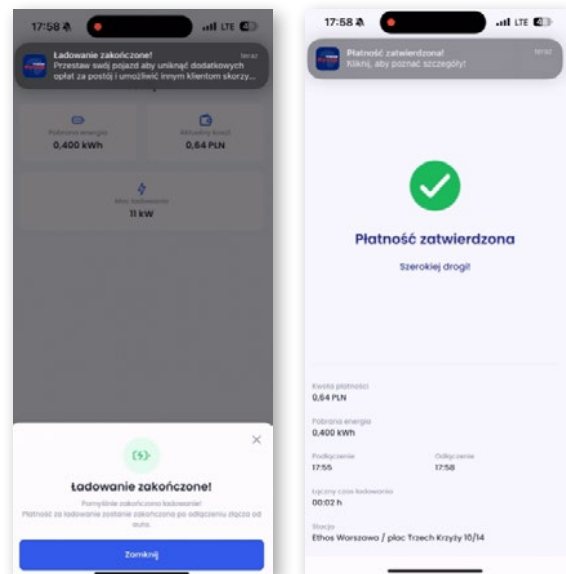 17:58
LTE
Ładowanie zakończone!
teraz
Przestaw swój pojazd aby uniknąć dodatkowych
opłat za postój i umożliwić innym klientom skorzy...
Pobrana energia
0,400 kWh
Aktualny koszt
0,64 PLN
Moc ładowania
11 kW
Ładowanie zakończone!
Pomyślnie zakończono ładowanie!
Płatność za ładowanie zostanie zakończona po odłączeniu złącza od
auta.
Zamknij
17:58
LTE
Płatność zatwierdzona!
teraz
Kliknij, aby poznać szczegóły!
Płatność zatwierdzona
Szerokiej drogi!
Kwota płatności
0,64 PLN
Pobrana energia
0,400 kWh
Podłączenie
Odłączenie
17:55
17:58
Łączny czas ładowania
00:02 h
Stacja
Ethos Warszawa / plac Trzech Krzyży 10/14